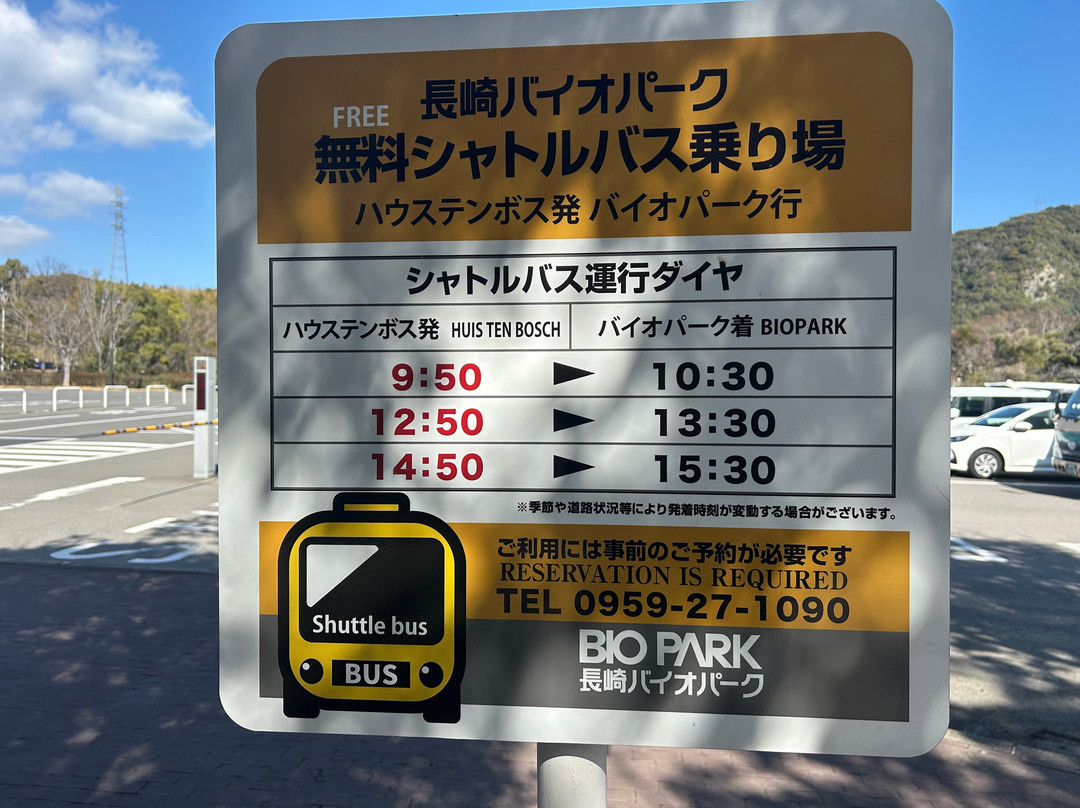 長崎バイオパーク
FREE
無料シャトルバス乗り場
ハウステンボス発 バイオパーク行
シャトルバス運行ダイヤ
ハウステンボス発 HUIS TEN BOSCH バイオパーク着 BIOPARK
9:50 ▶ 10:30
12:50 ▶ 13:30
14:50 ▶ 15:30
※季節や道路状況等により発着時刻が変動する場合がございます。
ご利用には事前のご予約が必要です
RESERVATION IS REQUIRED
TEL 0959-27-1090
Shuttle bus
BUS
BIO PARK
長崎バイオパーク